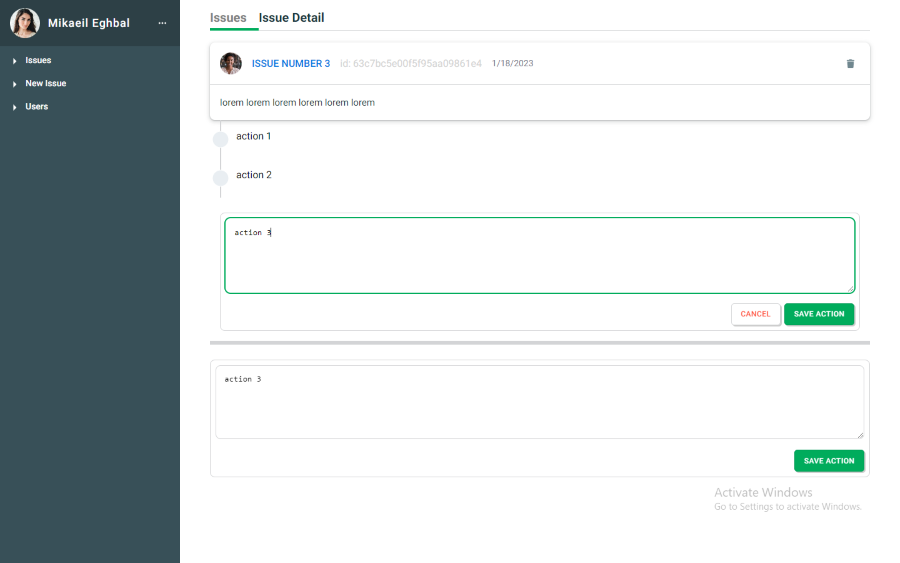 Mikaeil Eghbal
...
Issues
New Issue
Users
Issues Issue Detail
ISSUE NUMBER 3 id: 63c7bc5e00f5f95aa09861e4 1/18/2023
lorem lorem lorem lorem lorem lorem
action 1
action 2
action 3
CANCEL SAVE ACTION
action 3
SAVE ACTION
Activate Windows
Go to Settings to activate Windows.